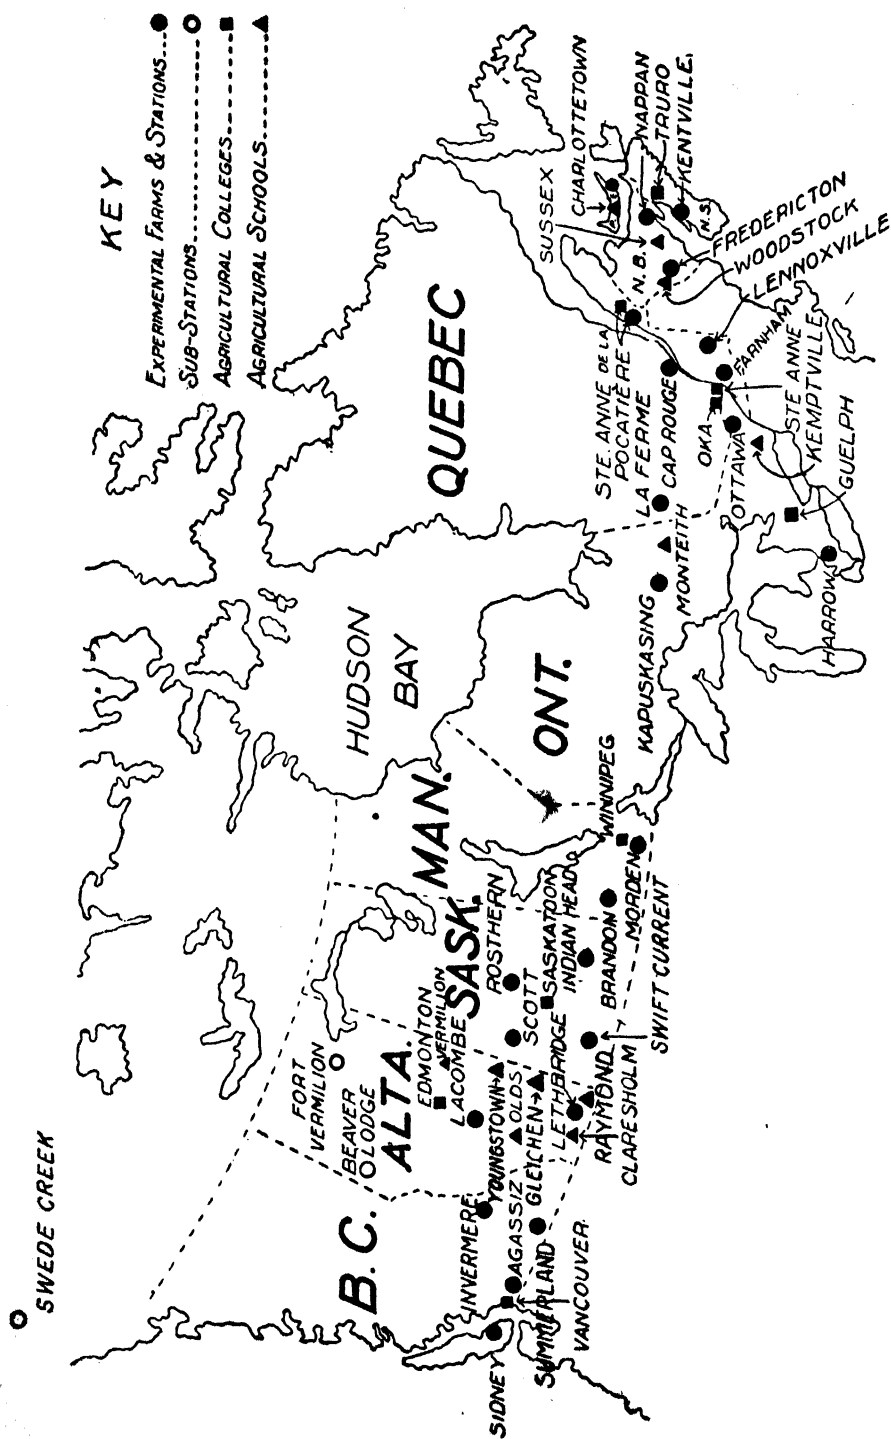 KEY
EXPERIMENTAL FARMS & STATIONS...
SUB-STATIONS...................
AGRICULTURAL COLLEGES........
AGRICULTURAL SCHOOLS.........
SWEDE CREEK
FORT
VERMILION
BEAVER
LODGE
B.C.
ALTA.
SASK.
MAN.
ONT.
QUEBEC
HUDSON
BAY
EDMONTON
VERMILION
LACOMBE
YOUNGSTOWN
OLDS
GLEICHEN
LETHBRIDGE
RAYMOND
CLARESHOLM
INVERMERE
AGASSIZ
SUMMERLAND
VANCOUVER.
SIDNEY
ROSTHERN
SCOTT
SASKATOON
INDIAN HEAD
BRANDON
MORDEN
SWIFT CURRENT
WINNIPEG
KAPUSKASING
MONTEITH
HARROW
GUELPH
KEMPTVILLE
OTTAWA
OKA
STE ANNE
FARNHAM
LA FERME
CAP ROUGE
STE. ANNE DE LA
POCATIÈRE
LENNOXVILLE
WOODSTOCK
FREDERICTON
N.B.
SUSSEX
CHARLOTTETOWN
NAPPAN
TRURO
KENTVILLE.
N.S.